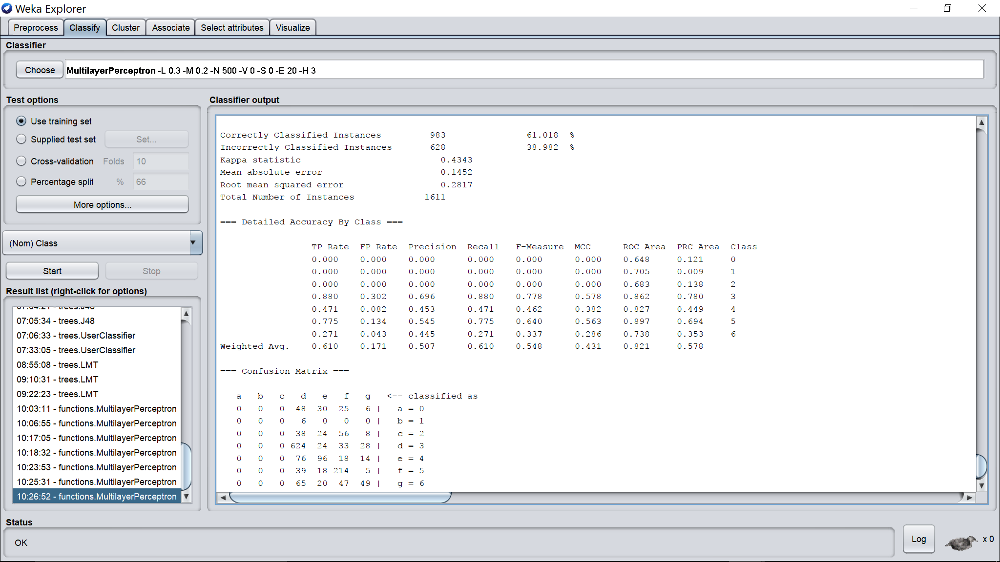 Weka Explorer
Preprocess Classify Cluster Associate Select attributes Visualize
Classifier
Choose MultilayerPerceptron -L 0.3 -M 0.2 -N 500 -V 0 -S 0 -E 20 -H 3
Test options
Use training set
Supplied test set Set...
Cross-validation Folds 10
Percentage split % 66
More options...
(Nom) Class
Start Stop
Result list (right-click for options)
07:04:21 - trees.J48
07:05:34 - trees.J48
07:06:33 - trees.UserClassifier
07:33:05 - trees.UserClassifier
08:55:08 - trees.LMT
09:10:31 - trees.LMT
09:22:23 - trees.LMT
10:03:11 - functions.MultilayerPerceptron
10:06:55 - functions.MultilayerPerceptron
10:17:05 - functions.MultilayerPerceptron
10:18:32 - functions.MultilayerPerceptron
10:23:53 - functions.MultilayerPerceptron
10:25:31 - functions.MultilayerPerceptron
10:26:52 - functions.MultilayerPerceptron
Classifier output
Correctly Classified Instances 983 61.018 %
Incorrectly Classified Instances 628 38.982 %
Kappa statistic 0.4343
Mean absolute error 0.1452
Root mean squared error 0.2817
Total Number of Instances 1611
=== Detailed Accuracy By Class ===
TP Rate FP Rate Precision Recall F-Measure MCC ROC Area PRC Area Class
0.000 0.000 0.000 0.000 0.000 0.000 0.648 0.121 0
0.000 0.000 0.000 0.000 0.000 0.000 0.705 0.009 1
0.000 0.000 0.000 0.000 0.000 0.000 0.683 0.138 2
0.880 0.302 0.696 0.880 0.778 0.578 0.862 0.780 3
0.471 0.082 0.453 0.471 0.462 0.382 0.827 0.449 4
0.775 0.134 0.545 0.775 0.640 0.563 0.897 0.694 5
0.271 0.043 0.445 0.271 0.337 0.286 0.738 0.353 6
Weighted Avg. 0.610 0.171 0.507 0.610 0.548 0.431 0.821 0.578
=== Confusion Matrix ===
a b c d e f g <-- classified as
0 0 0 48 30 25 6 | a = 0
0 0 0 6 0 0 0 | b = 1
0 0 0 38 24 56 8 | c = 2
0 0 0 624 24 33 28 | d = 3
0 0 0 76 96 18 14 | e = 4
0 0 0 39 18 214 5 | f = 5
0 0 0 65 20 47 49 | g = 6
Status
OK
Log x 0